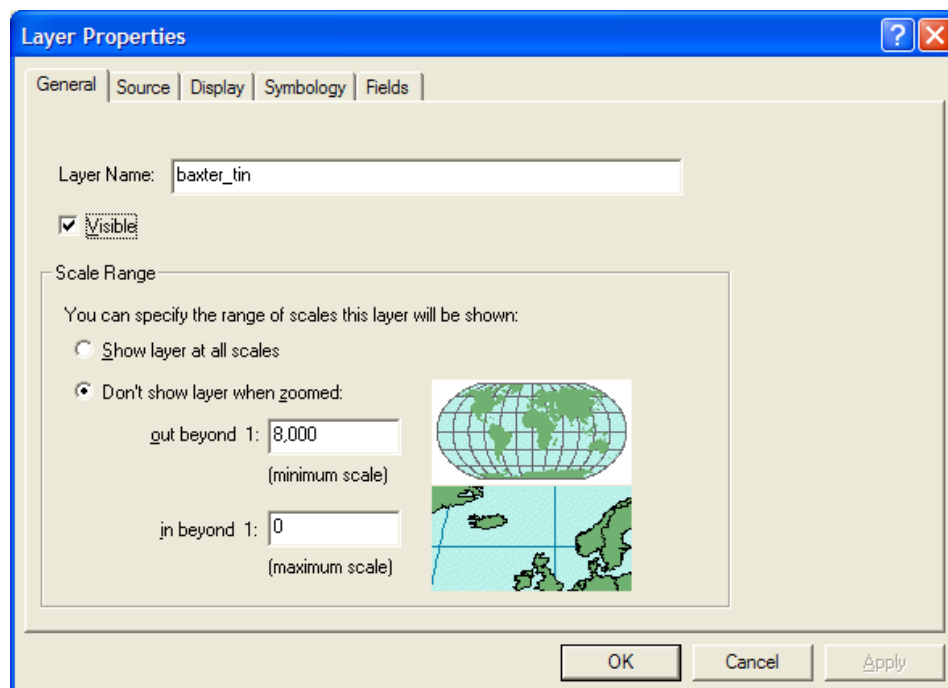 Layer Properties
General Source Display Symbology Fields
Layer Name: baxter_tin
Visible
Scale Range
You can specify the range of scales this layer will be shown:
Show layer at all scales
Don't show layer when zoomed:
out beyond 1: 8,000
(minimum scale)
in beyond 1: 0
(maximum scale)
OK Cancel Apply